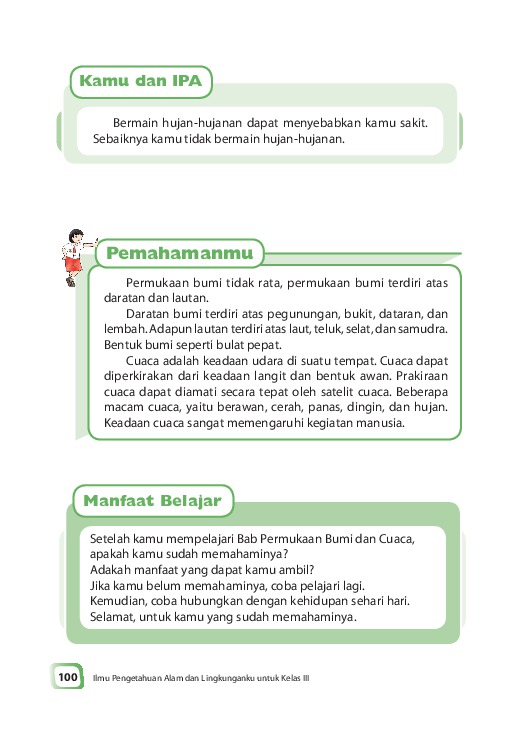 Kamu dan IPA
Bermain hujan-hujanan dapat menyebabkan kamu sakit.
Sebaiknya kamu tidak bermain hujan-hujanan.
Pemahamanmu
Permukaan bumi tidak rata, permukaan bumi terdiri atas
daratan dan lautan.
Daratan bumi terdiri atas pegunungan, bukit, dataran, dan
lembah. Adapun lautan terdiri atas laut, teluk, selat, dan samudra.
Bentuk bumi seperti bulat pepat.
Cuaca adalah keadaan udara di suatu tempat. Cuaca dapat
diperkirakan dari keadaan langit dan bentuk awan. Prakiraan
cuaca dapat diamati secara tepat oleh satelit cuaca. Beberapa
macam cuaca, yaitu berawan, cerah, panas, dingin, dan hujan.
Keadaan cuaca sangat memengaruhi kegiatan manusia.
Manfaat Belajar
Setelah kamu mempelajari Bab Permukaan Bumi dan Cuaca,
apakah kamu sudah memahaminya?
Adakah manfaat yang dapat kamu ambil?
Jika kamu belum memahaminya, coba pelajari lagi.
Kemudian, coba hubungkan dengan kehidupan sehari hari.
Selamat, untuk kamu yang sudah memahaminya.
100 Ilmu Pengetahuan Alam dan Lingkunganku untuk Kelas III